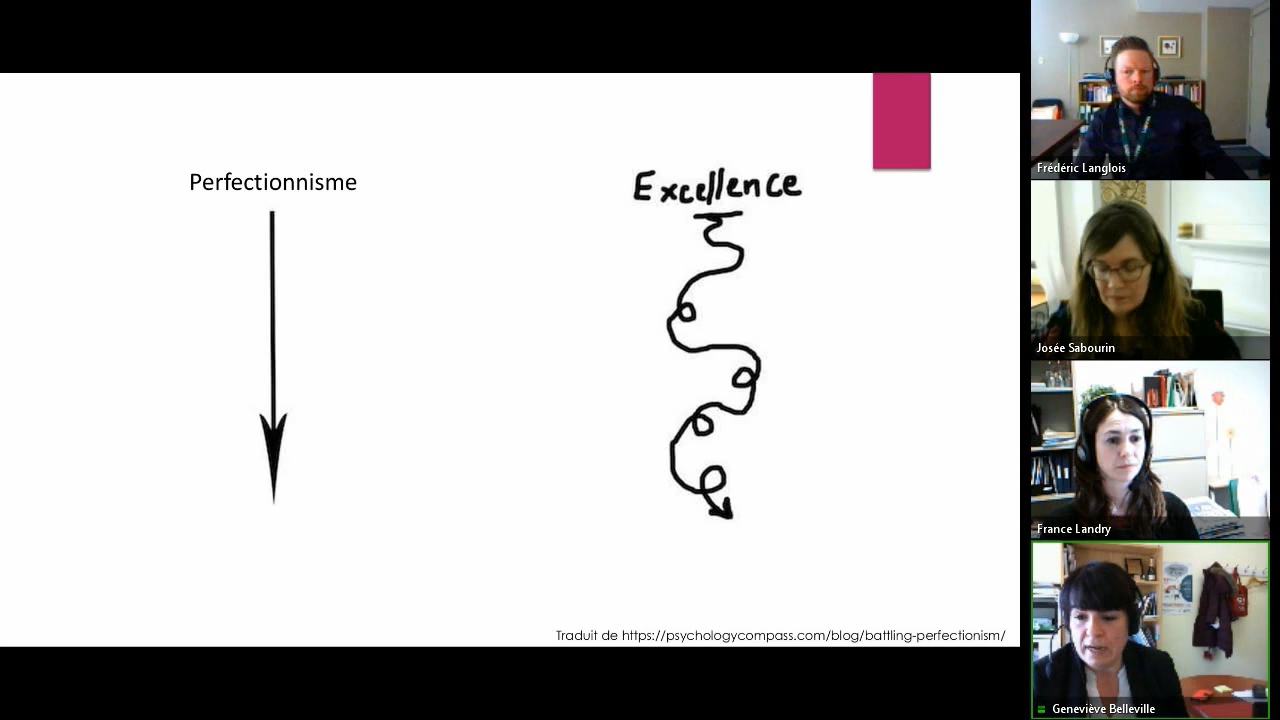 Perfectionnisme
Excellence
Traduit de https://psychologycompass.com/blog/battling-perfectionism/
Frédéric Langlois
Josée Sabourin
France Landry
Geneviève Belleville